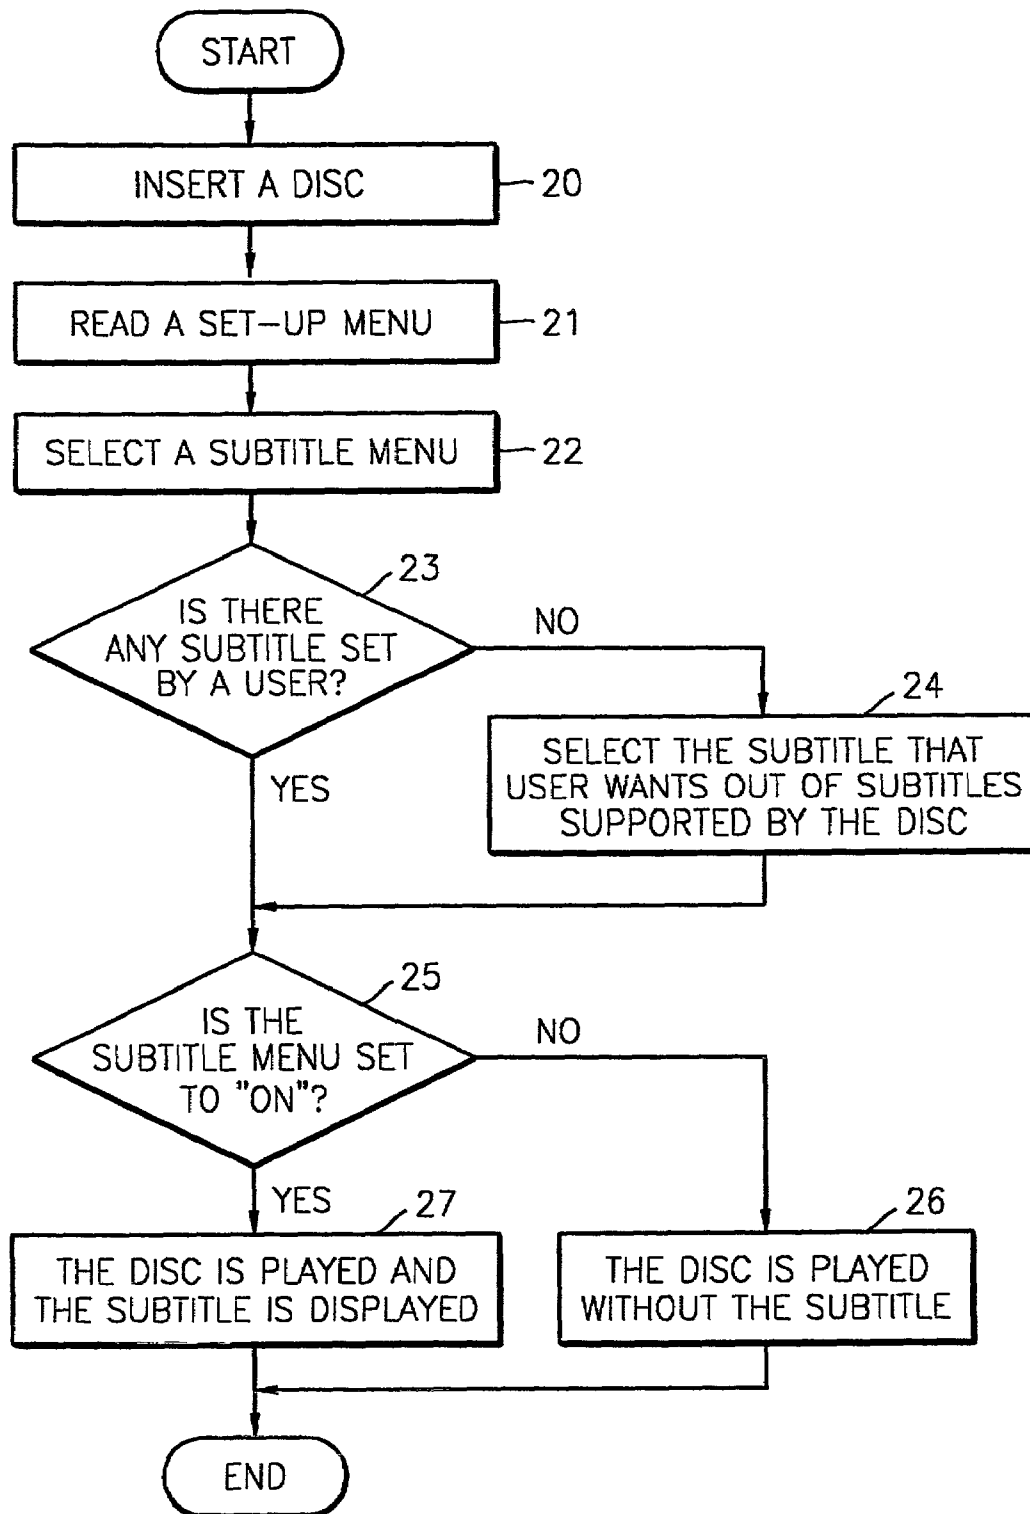 START
INSERT A DISC
20
READ A SET-UP MENU
21
SELECT A SUBTITLE MENU
22
23
IS THERE
ANY SUBTITLE SET
BY A USER?
NO
YES
24
SELECT THE SUBTITLE THAT
USER WANTS OUT OF SUBTITLES
SUPPORTED BY THE DISC
25
IS THE
SUBTITLE MENU SET
TO "ON"?
NO
YES
27
THE DISC IS PLAYED AND
THE SUBTITLE IS DISPLAYED
26
THE DISC IS PLAYED
WITHOUT THE SUBTITLE
END